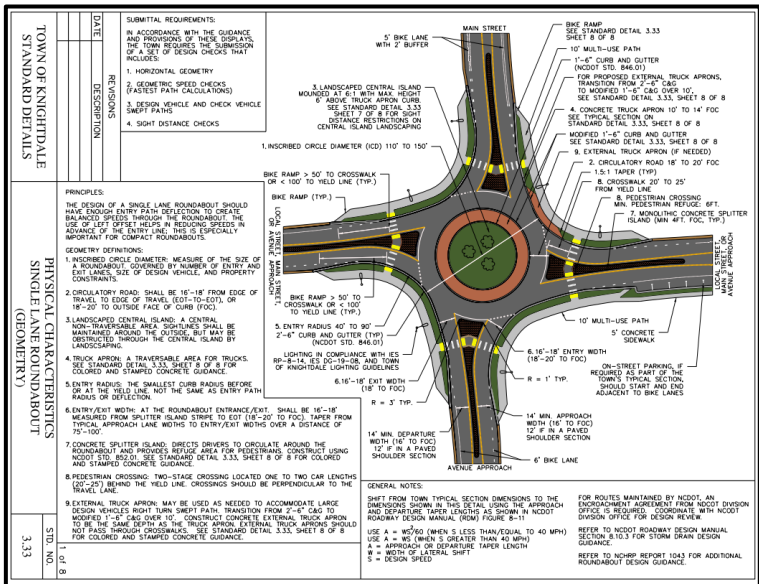 SUBMITTAL REQUIREMENTS:
IN ACCORDANCE WITH THE GUIDANCE
AND PROVISIONS OF THESE DISPLAYS,
THE TOWN REQUIRES THE SUBMISSION
OF A SET OF DESIGN CHECKS THAT
INCLUDES:
1. HORIZONTAL GEOMETRY
2. GEOMETRIC SPEED CHECKS
(FASTEST PATH CALCULATIONS)
3. DESIGN VEHICLE AND CHECK VEHICLE
SWEPT PATHS
4. SIGHT DISTANCE CHECKS
DATE
DESCRIPTION
REVISIONS
TOWN OF KNIGHTDALE
STANDARD DETAILS
PRINCIPLES:
THE DESIGN OF A SINGLE LANE ROUNDABOUT SHOULD
HAVE ENOUGH ENTRY PATH DEFLECTION TO CREATE
BALANCED SPEEDS THROUGH THE ROUNDABOUT. THE
USE OF LEFT OFFSET HELPS IN REDUCING SPEEDS IN
ADVANCE OF THE ENTRY LINE; THIS IS ESPECIALLY
IMPORTANT FOR COMPACT ROUNDABOUTS.
GEOMETRY DEFINITIONS:
1. INSCRIBED CIRCLE DIAMETER: MEASURE OF THE SIZE OF
A ROUNDABOUT GOVERNED BY NUMBER OF ENTRY AND
EXIT LANES, SIZE OF DESIGN VEHICLE, AND PROPERTY
CONSTRAINTS.
2. CIRCULATORY ROAD: SHALL BE 16'-18' FROM EDGE OF
TRAVEL TO EDGE OF TRAVEL (EOT-TO-EOT), OR
18'-20' TO OUTSIDE FACE OF CURB (FOC).
3. LANDSCAPED CENTRAL ISLAND: A CENTRAL
NON-TRAVERSABLE AREA. SIGHTLINES SHALL BE
MAINTAINED AROUND THE OUTSIDE, BUT MAY BE
OBSTRUCTED THROUGH THE CENTRAL ISLAND BY
LANDSCSAPING.
4. TRUCK APRON: A TRAVERSABLE AREA FOR TRUCKS.
SEE STANDARD DETAIL 3.33, SHEET 8 OF 8 FOR
COLORED AND STAMPED CONCRETE GUIDANCE.
5. ENTRY RADIUS: THE SMALLEST CURB RADIUS BEFORE
OR AT THE YIELD LINE, NOT THE SAME AS ENTRY PATH
RADIUS OR DEFLECTION.
6. ENTRY/EXIT WDTH: AT THE ROUNDABOUT ENTRANCE/EXIT. SHALL BE 16'-18'
MEASURED FROM SPLITTER ISLAND STRIPE TO EOT (18'-20' TO FOC). TAPER FROM
TYPICAL APPROACH LANE WIDTHS TO ENTRY/EXIT WIDTHS OVER A DISTANCE OF
75'-100'.
7. CONCRETE SPLITTER ISLAND: DIRECTS DRIVERS TO CIRCULATE AROUND THE
ROUNDABOUT AND PROVIDES REFUGE AREA FOR PEDESTRIANS. CONSTRUCT USING
NCDOT STD. 852.01. SEE STANDARD DETAIL 3.33, SHEET 8 OF 8 FOR COLORED
AND STAMPED CONCRETE GUIDANCE.
8. PEDESTRIAN CROSSING: TWO-STAGE CROSSING LOCATED ONE TO TWO CAR LENGTHS
(20'-25') BEHIND THE YIELD LINE. CROSSINGS SHOULD BE PERPENDICULAR TO THE
TRAVEL LANE.
9. EXTERNAL TRUCK APRON: MAY BE USED AS NEEDED TO ACCOMMODATE LARGE
DESIGN VEHICLES RIGHT TURN SWEPT PATH. TRANSITION FROM 2'-6" C&G TO
MODIFIED 1'-6" C&G OVER 10'. CONSTRUCT CONCRETE EXTERNAL TRUCK APRON
TO BE THE SAME DEPTH AS THE TRUCK APRON. EXTERNAL TRUCK APRONS SHOULD
NOT PASS THROUGH CROSSWALKS. SEE STANDARD DETAIL 3.33, SHEET 8 OF 8
FOR COLORED AND STAMPED CONCRETE GUIDANCE.
PHYSICAL CHARACTERISTICS
SINGLE LANE ROUNDABOUT
(GEOMETRY)
STD. NO.
3.33
1 of 8
MAIN STREET
5' BIKE LANE
WITH 2' BUFFER
3. LANDSCAPED CENTRAL ISLAND
MOUNDED AT 6:1 WITH MAX. HEIGHT
6" ABOVE TRUCK APRON CURB.
SEE STANDARD DETAIL 3.33
SHEET 7 OF 8 FOR SIGHT
DISTANCE RESTRICTIONS ON
CENTRAL ISLAND LANDSCAPING
1. INSCRIBED CIRCLE DIAMETER (ICD) 110' TO 150'
BIKE RAMP > 50' TO CROSSWALK
OR < 100' TO YIELD LINE (TYP.)
BIKE RAMP (TYP.)
LOCAL STREET,
MAIN STREET,
OR AVENUE
APPROACH
BIKE RAMP > 50' TO
CROSSWALK OR < 100'
TO YIELD LINE (TYP.)
5. ENTRY RADIUS 40' TO 90'
2'-6" CURB AND GUTTER (TYP)
(NCDOT STD. 846.01)
LIGHTING IN COMPLIANCE WITH IES
RP-8-14, IES DG-19-08, AND TOWN
OF KNIGHTDALE LIGHTING GUIDELINES
6. 16'-18' EXIT WIDTH
(18' TO FOC)
R = 3' TYP.
14' MIN. DEPARTURE
WIDTH (16' TO FOC)
12' IF IN A PAVED
SHOULDER SECTION
AVENUE APPROACH
BIKE RAMP
SEE STANDARD DETAIL 3.33
SHEET 8 OF 8
10' MULTI-USE PATH
1'-6" CURB AND GUTTER
(NCDOT STD. 846.01)
FOR PROPOSED EXTERNAL TRUCK APRONS,
TRANSITION FROM 2'-6" C&G
TO MODIFIED 1'-6" C&G OVER 10',
SEE STANDARD DETAIL 3.33, SHEET 8 OF 8
4. CONCRETE TRUCK APRON 10' TO 14' FOC
SEE TYPICAL SECTION ON
STANDARD DETAIL 3.33, SHEET 8 OF 8
MODIFIED 1'-6" CURB AND GUTTER
SEE STANDARD DETAIL 3.33, SHEET 8 OF 8
9. EXTERNAL TRUCK APRON (IF NEEDED)
2. CIRCULATORY ROAD 18' TO 20' FOC
1.5:1 TAPER (TYP)
8. CROSSWALK 20' TO 25'
FROM YIELD LINE
8. PEDESTRIAN CROSSING
MIN. PEDESTRIAN REFUGE: 6FT.
7. MONOLITHIC CONCRETE SPLITTER
ISLAND (MIN 4FT. FOC, TYP.)
LOCAL STREET,
MAIN STREET, OR
AVENUE APPROACH
10' MULTI-USE PATH
5' CONCRETE
SIDEWALK
6. 16'-18' ENTRY WIDTH
(18'-20' TO FOC)
R = 1' TYP.
ON-STREET PARKING, IF
REQUIRED AS PART OF THE
TOWN'S TYPICAL SECTION,
SHOULD START AND END
ADJACENT TO BIKE LANES
14' MIN. APPROACH
WIDTH (16' TO FOC)
12' IF IN A PAVED
SHOULDER SECTION
6' BIKE LANE
GENERAL NOTES:
SHIFT FROM TOWN TYPICAL SECTION DIMENSIONS TO THE
DIMENSIONS SHOWN IN THIS DETAIL USING THE APPROACH
AND DEPARTURE TAPER LENGTHS AS SHOWN IN NCDOT
ROADWAY DESIGN MANUAL (RDM) FIGURE 8-11
USE A = WS²/60 (WHEN S LESS THAN/EQUAL TO 40 MPH)
USE A = WS (WHEN S GREATER THAN 40 MPH)
A = APPROACH OR DEPARTURE TAPER LENGTH
W = WIDTH OF LATERAL SHIFT
S = DESIGN SPEED
FOR ROUTES MAINTAINED BY NCDOT, AN
ENCROACHMENT AGREEMENT FROM NCDOT DIVISION
OFFICE IS REQUIRED. COORDINATE WITH NCDOT
DIVISION OFFICE FOR DESIGN REVIEW.
REFER TO NCDOT ROADWAY DESIGN MANUAL
SECTION 8.10.3 FOR STORM DRAIN DESIGN
GUIDANCE.
REFER TO NCHRP REPORT 1043 FOR ADDITIONAL
ROUNDABOUT DESIGN GUIDANCE.